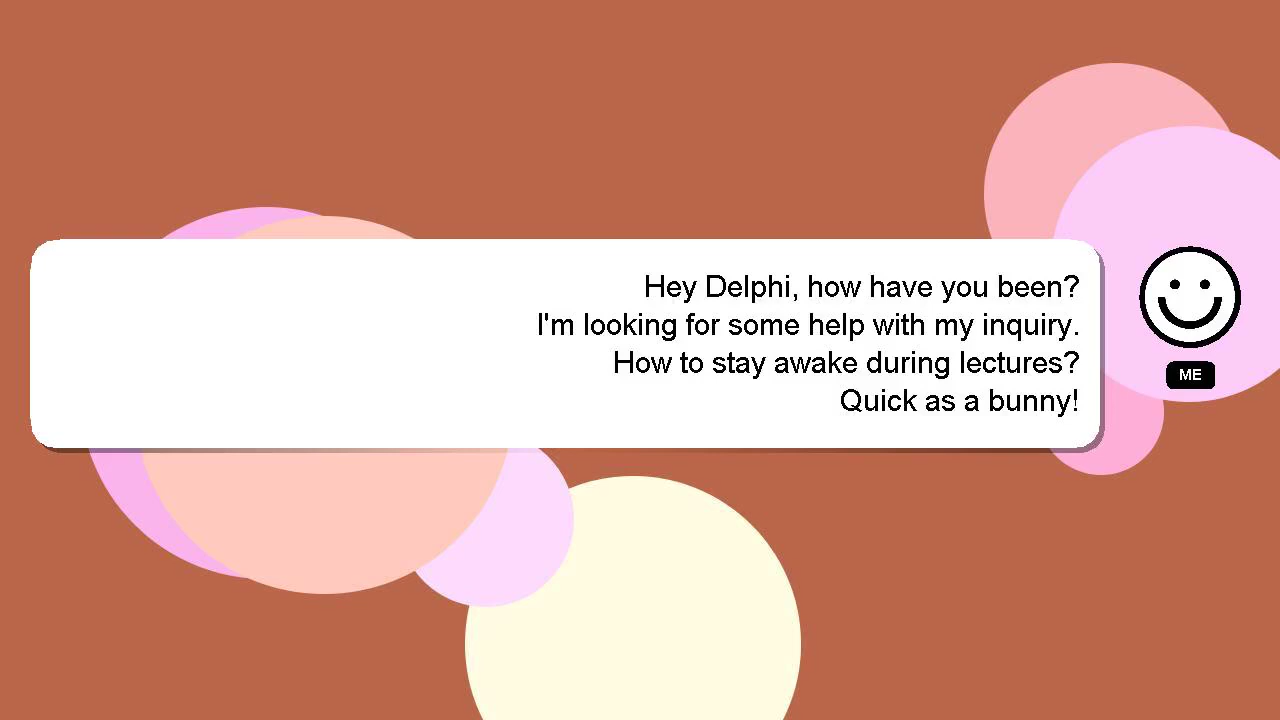 Hey Delphi, how have you been?
I'm looking for some help with my inquiry.
How to stay awake during lectures?
Quick as a bunny!
ME